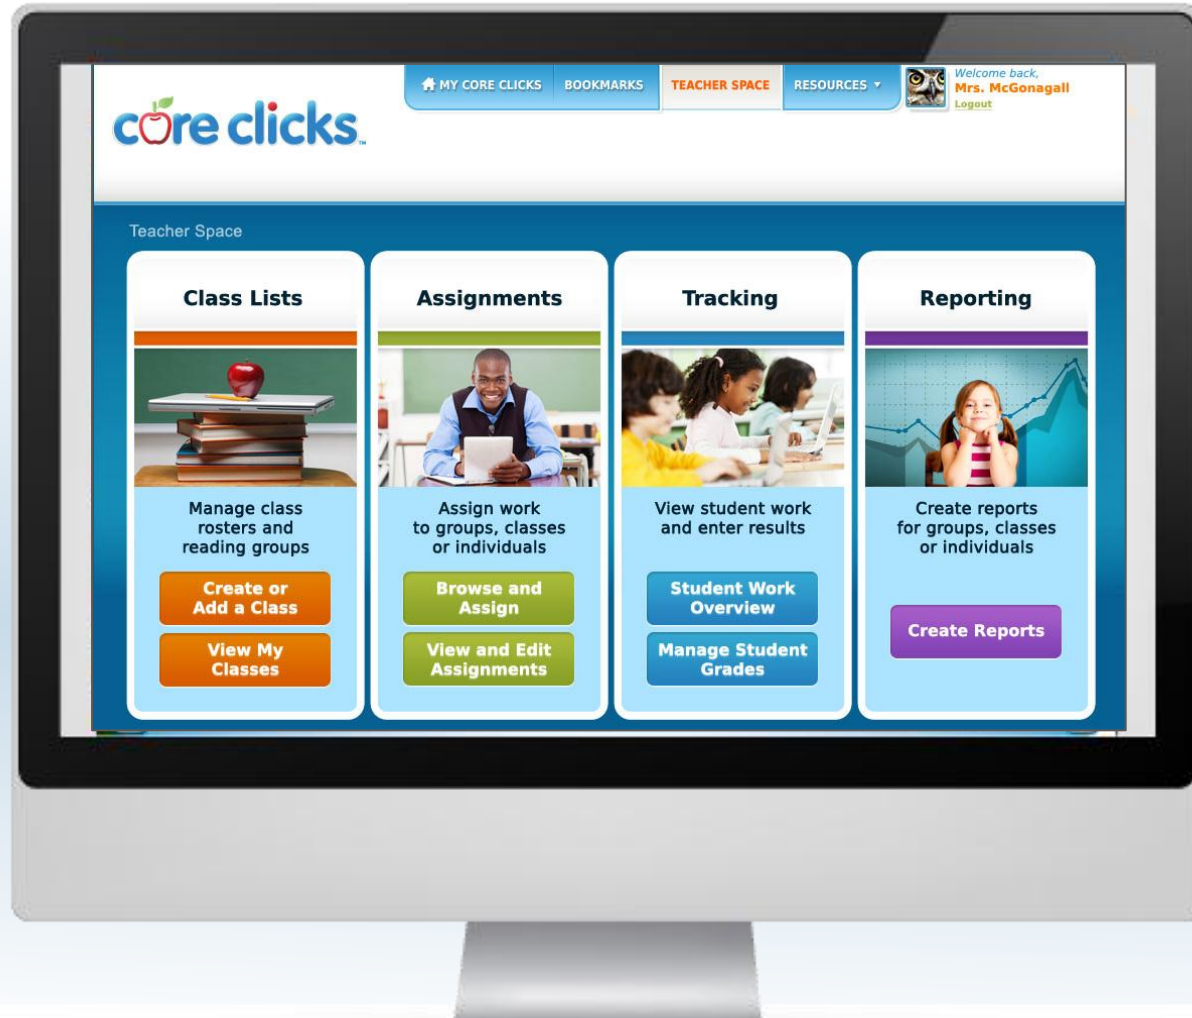 MY CORE CLICKS BOOKMARKS TEACHER SPACE RESOURCES
Welcome back,
Mrs. McGonagall
Logout
core clicks™
Teacher Space
Class Lists
Manage class
rosters and
reading groups
Create or
Add a Class
View My
Classes
Assignments
Assign work
to groups, classes
or individuals
Browse and
Assign
View and Edit
Assignments
Tracking
View student work
and enter results
Student Work
Overview
Manage Student
Grades
Reporting
Create reports
for groups, classes
or individuals
Create Reports